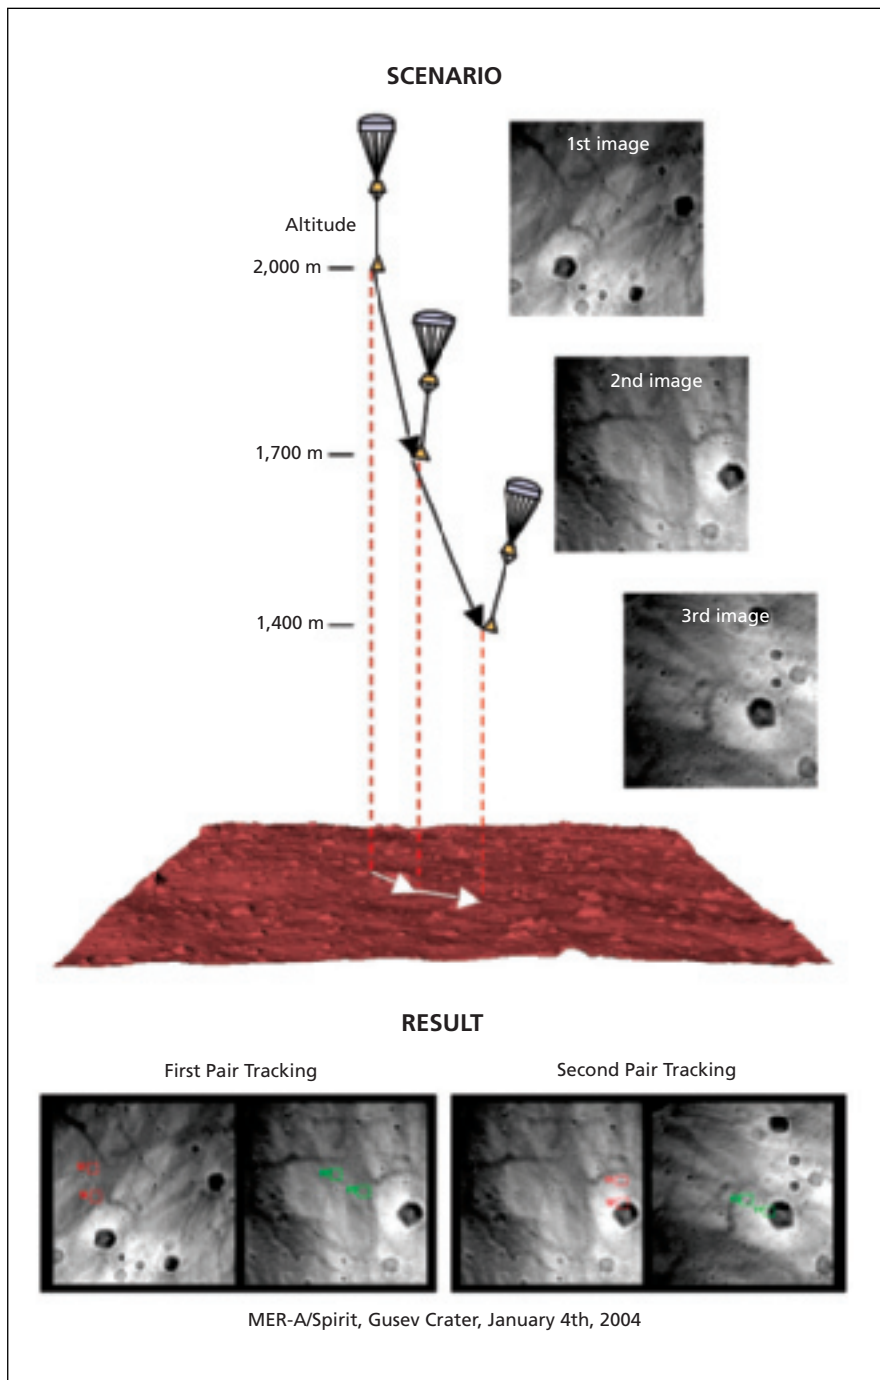 SCENARIO
1st image
Altitude
2,000 m
2nd image
1,700 m
3rd image
1,400 m
RESULT
First Pair Tracking
Second Pair Tracking
MER-A/Spirit, Gusev Crater, January 4th, 2004